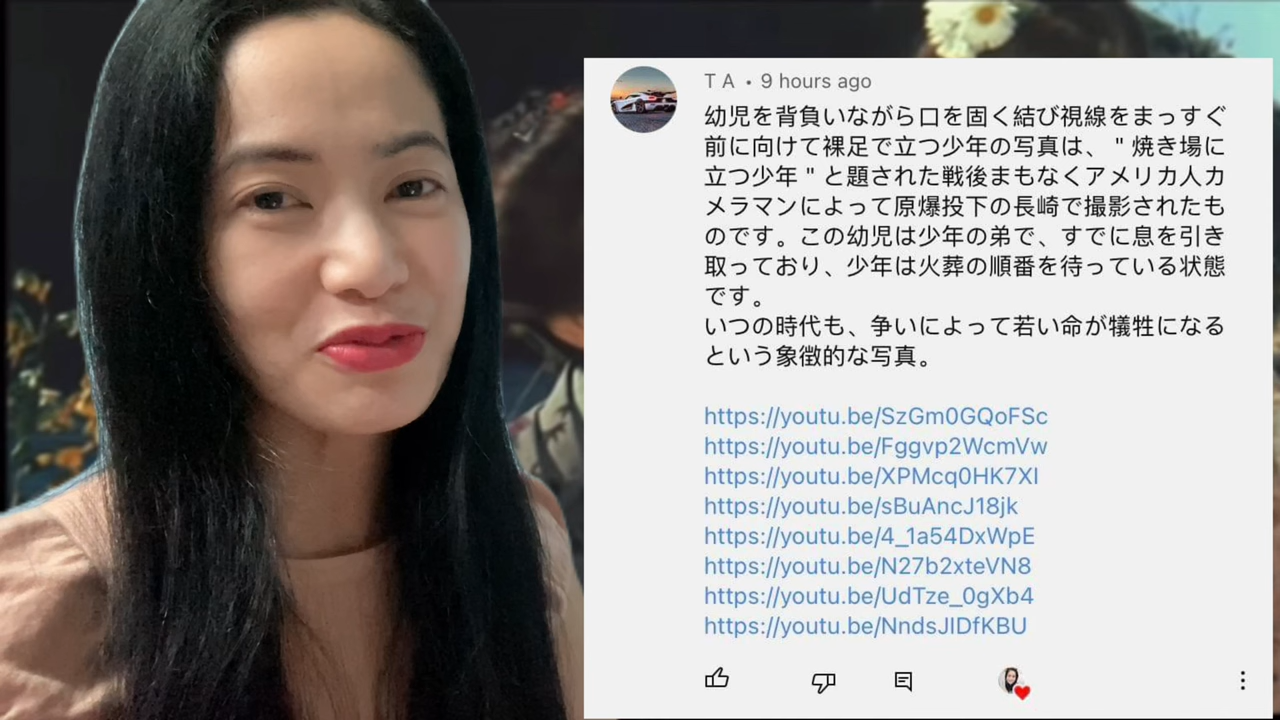 T A • 9 hours ago
幼児を背負いながら口を固く結び視線をまっすぐ
前に向けて裸足で立つ少年の写真は、＂焼き場に
立つ少年＂と題された戦後まもなくアメリカ人カ
メラマンによって原爆投下の長崎で撮影されたも
のです。この幼児は少年の弟で、すでに息を引き
取っており、少年は火葬の順番を待っている状態
です。
いつの時代も、争いによって若い命が犠牲になる
という象徴的な写真。
https://youtu.be/SzGm0GQoFSc
https://youtu.be/Fggvp2WcmVw
https://youtu.be/XPMcq0HK7XI
https://youtu.be/sBuAncJ18jk
https://youtu.be/4_1a54DxWpE
https://youtu.be/N27b2xteVN8
https://youtu.be/UdTze_0gXb4
https://youtu.be/NndsJIDfKBU